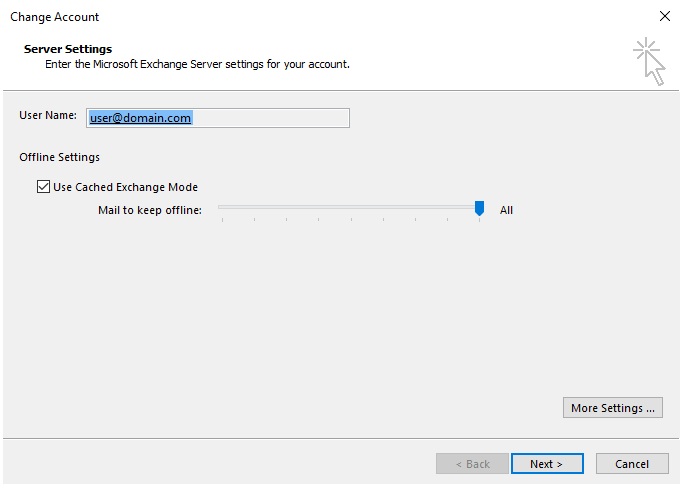 Change Account
Server Settings
Enter the Microsoft Exchange Server settings for your account.
User Name: user@domain.com
Offline Settings
Use Cached Exchange Mode
Mail to keep offline: All
More Settings ...
< Back Next > Cancel